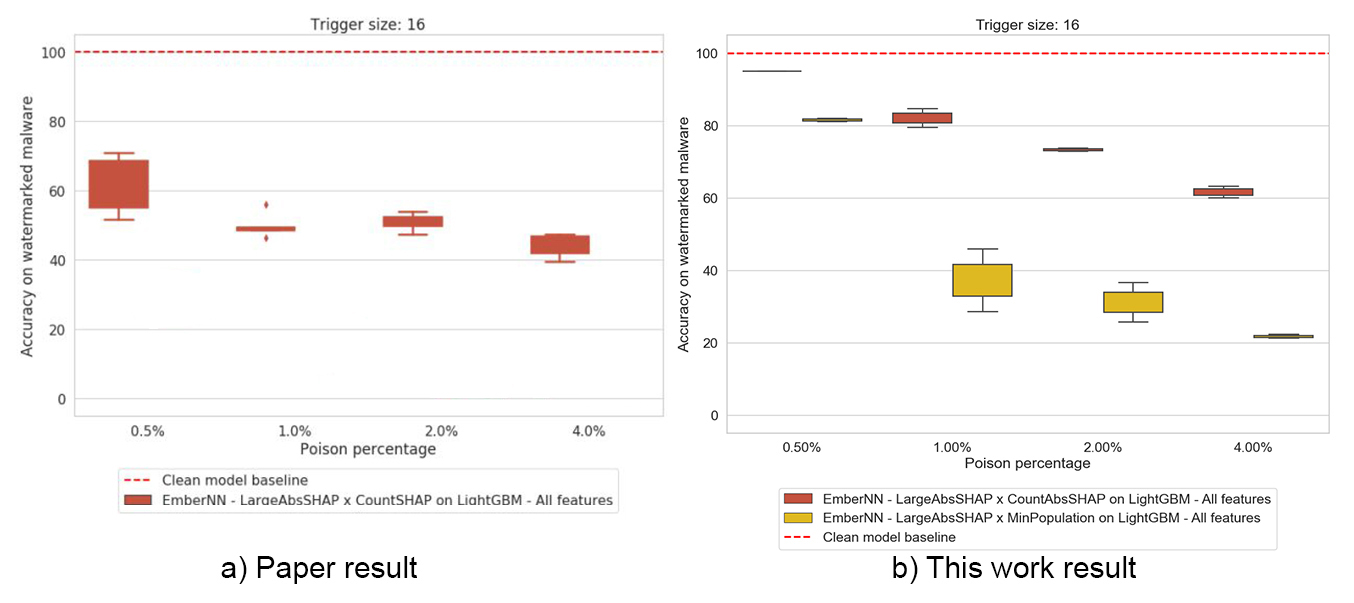 Trigger size: 16
100
80
60
40
20
0
Accuracy on watermarked malware
0.5% 1.0% 2.0% 4.0%
Poison percentage
Clean model baseline
EmberNN - LargeAbsSHAP x CountSHAP on LightGBM - All features
a) Paper result
Trigger size: 16
100
80
60
40
20
0
Accuracy on watermarked malware
0.50% 1.00% 2.00% 4.00%
Poison percentage
EmberNN - LargeAbsSHAP x CountAbsSHAP on LightGBM - All features
EmberNN - LargeAbsSHAP x MinPopulation on LightGBM - All features
Clean model baseline
b) This work result